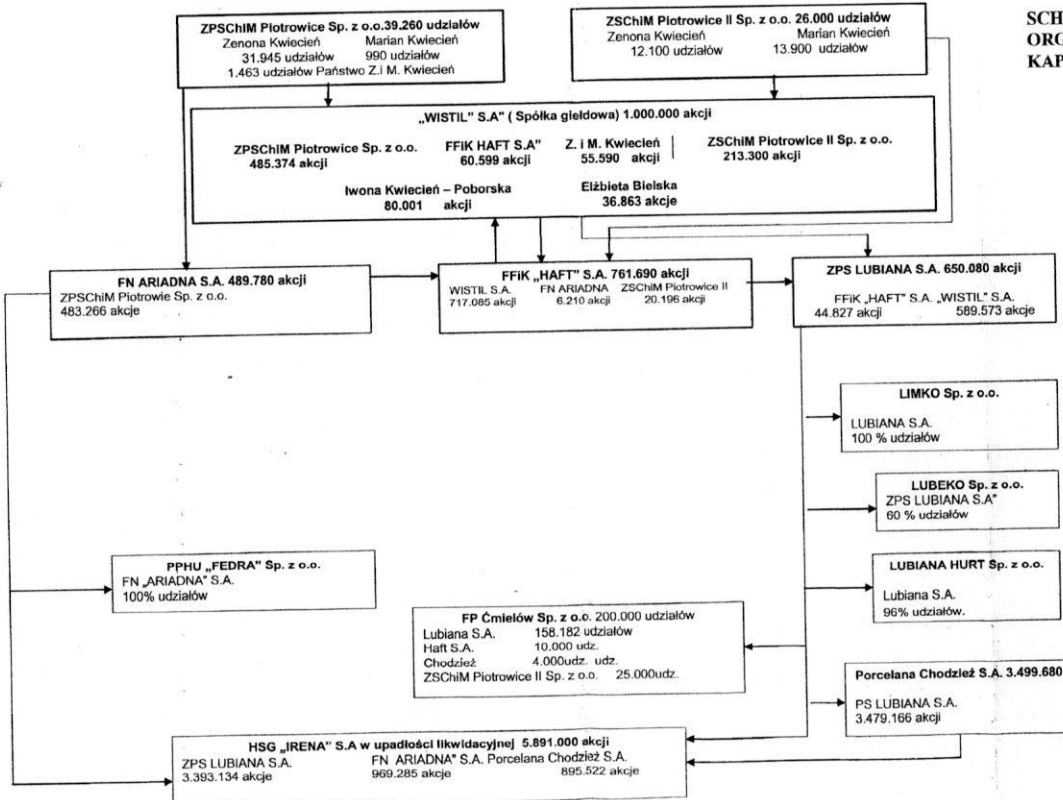 SCH
ORG
KAP
ZPSChiM Piotrowice Sp. z o.o.39.260 udziałów
Zenona Kwiecień Marian Kwiecień
31.945 udziałów 990 udziałów
1.463 udziałów Państwo Z.i M. Kwiecień
ZSChiM Piotrowice II Sp. z o.o. 26.000 udziałów
Zenona Kwiecień Marian Kwiecień
12.100 udziałów 13.900 udziałów
„WISTIL” S.A” ( Spółka giełdowa) 1.000.000 akcji
ZPSChiM Piotrowice Sp. z o.o. FFiK HAFT S.A” Z. i M. Kwiecień ZSChiM Piotrowice II Sp. z o.o.
485.374 akcji 60.599 akcji 55.590 akcji 213.300 akcji
Iwona Kwiecień – Poborska Elżbieta Bielska
80.001 akcji 36.863 akcje
FN ARIADNA S.A. 489.780 akcji
ZPSChiM Piotrowie Sp. z o.o.
483.266 akcje
FFiK „HAFT” S.A. 761.690 akcji
WISTIL S.A. FN ARIADNA ZSChiM Piotrowice II
717.085 akcji 6.210 akcji 20.196 akcji
ZPS LUBIANA S.A. 650.080 akcji
FFiK „HAFT” S.A. „WISTIL” S.A.
44.827 akcji 589.573 akcje
LIMKO Sp. z o.o.
LUBIANA S.A.
100 % udziałów
LUBEKO Sp. z o.o.
ZPS LUBIANA S.A”
60 % udziałów
PPHU „FEDRA” Sp. z o.o.
FN „ARIADNA” S.A.
100% udziałów
LUBIANA HURT Sp. z o.o.
Lubiana S.A.
96% udziałów.
FP Ćmielów Sp. z o.o. 200.000 udziałów
Lubiana S.A. 158.182 udziałów
Haft S.A. 10.000 udz.
Chodzież 4.000udz. udz.
ZSChiM Piotrowice II Sp. z o.o. 25.000udz.
Porcelana Chodzież S.A. 3.499.680
PS LUBIANA S.A.
3.479.166 akcji
HSG „IRENA” S.A w upadłości likwidacyjnej 5.891.000 akcji
ZPS LUBIANA S.A. FN ARIADNA” S.A. Porcelana Chodzież S.A.
3.393.134 akcje 969.285 akcje 895.522 akcje